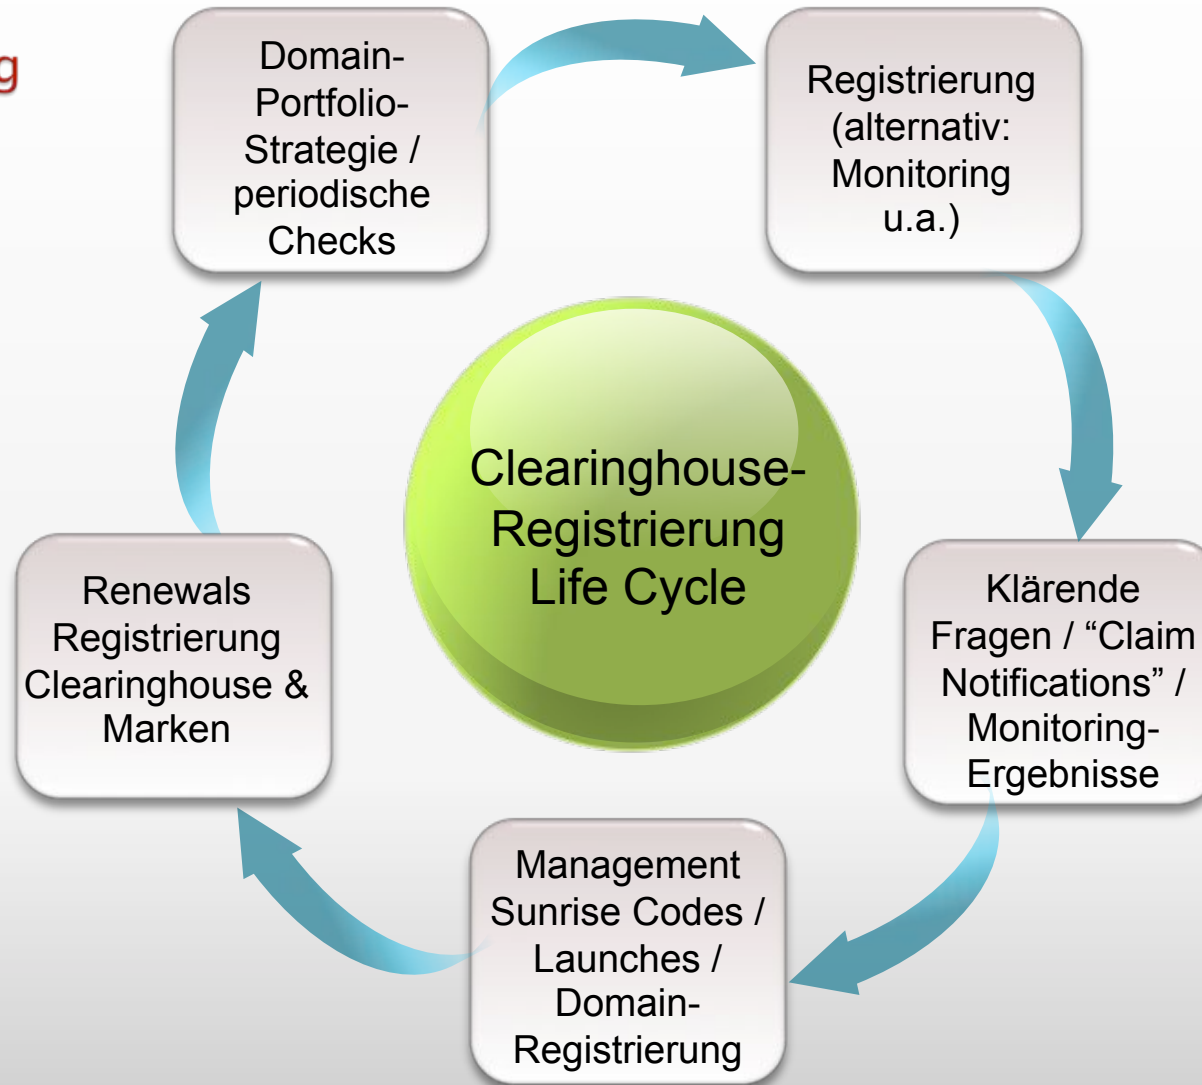 g
Domain-
Portfolio-
Strategie /
periodische
Checks
Registrierung
(alternativ:
Monitoring
u.a.)
Clearinghouse-
Registrierung
Life Cycle
Renewals
Registrierung
Clearinghouse &
Marken
Klärende
Fragen / “Claim
Notifications” /
Monitoring-
Ergebnisse
Management
Sunrise Codes /
Launches /
Domain-
Registrierung